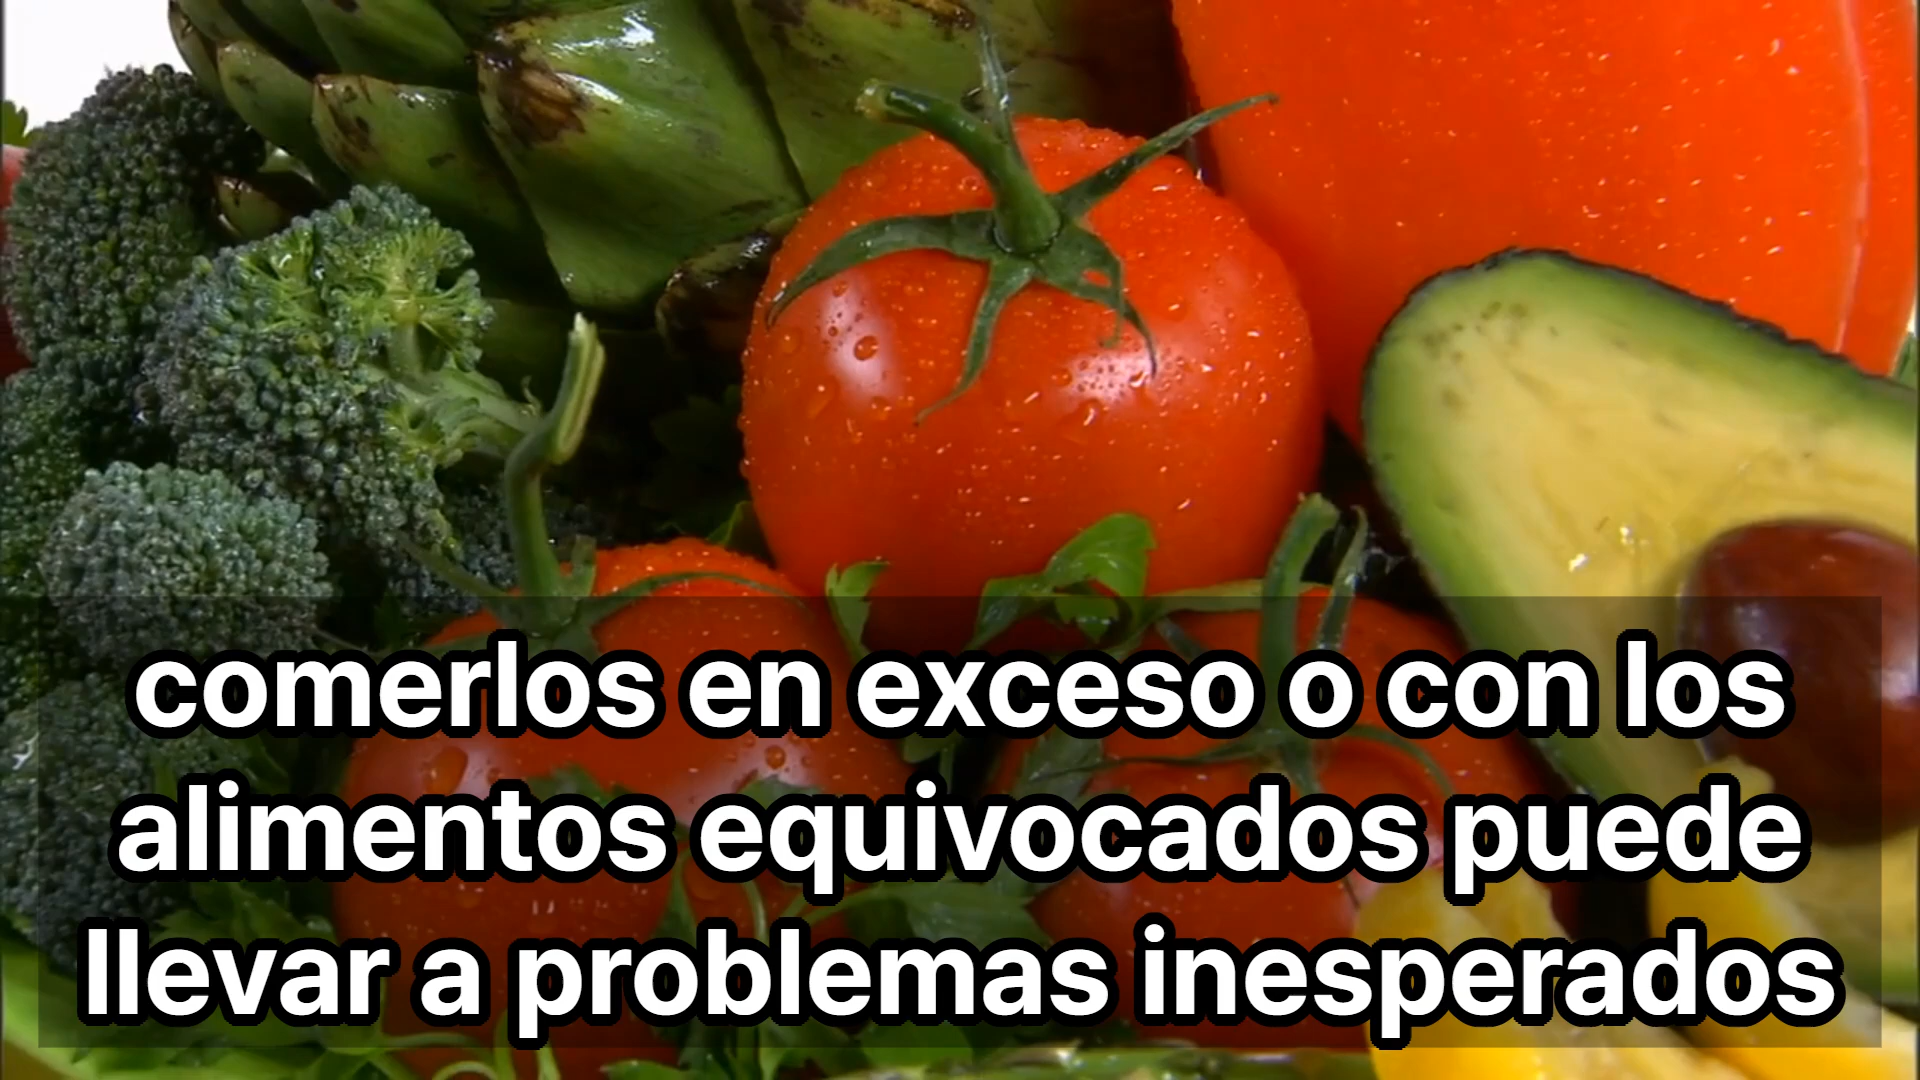 comerlos en exceso o con los
alimentos equivocados puede
llevar a problemas inesperados